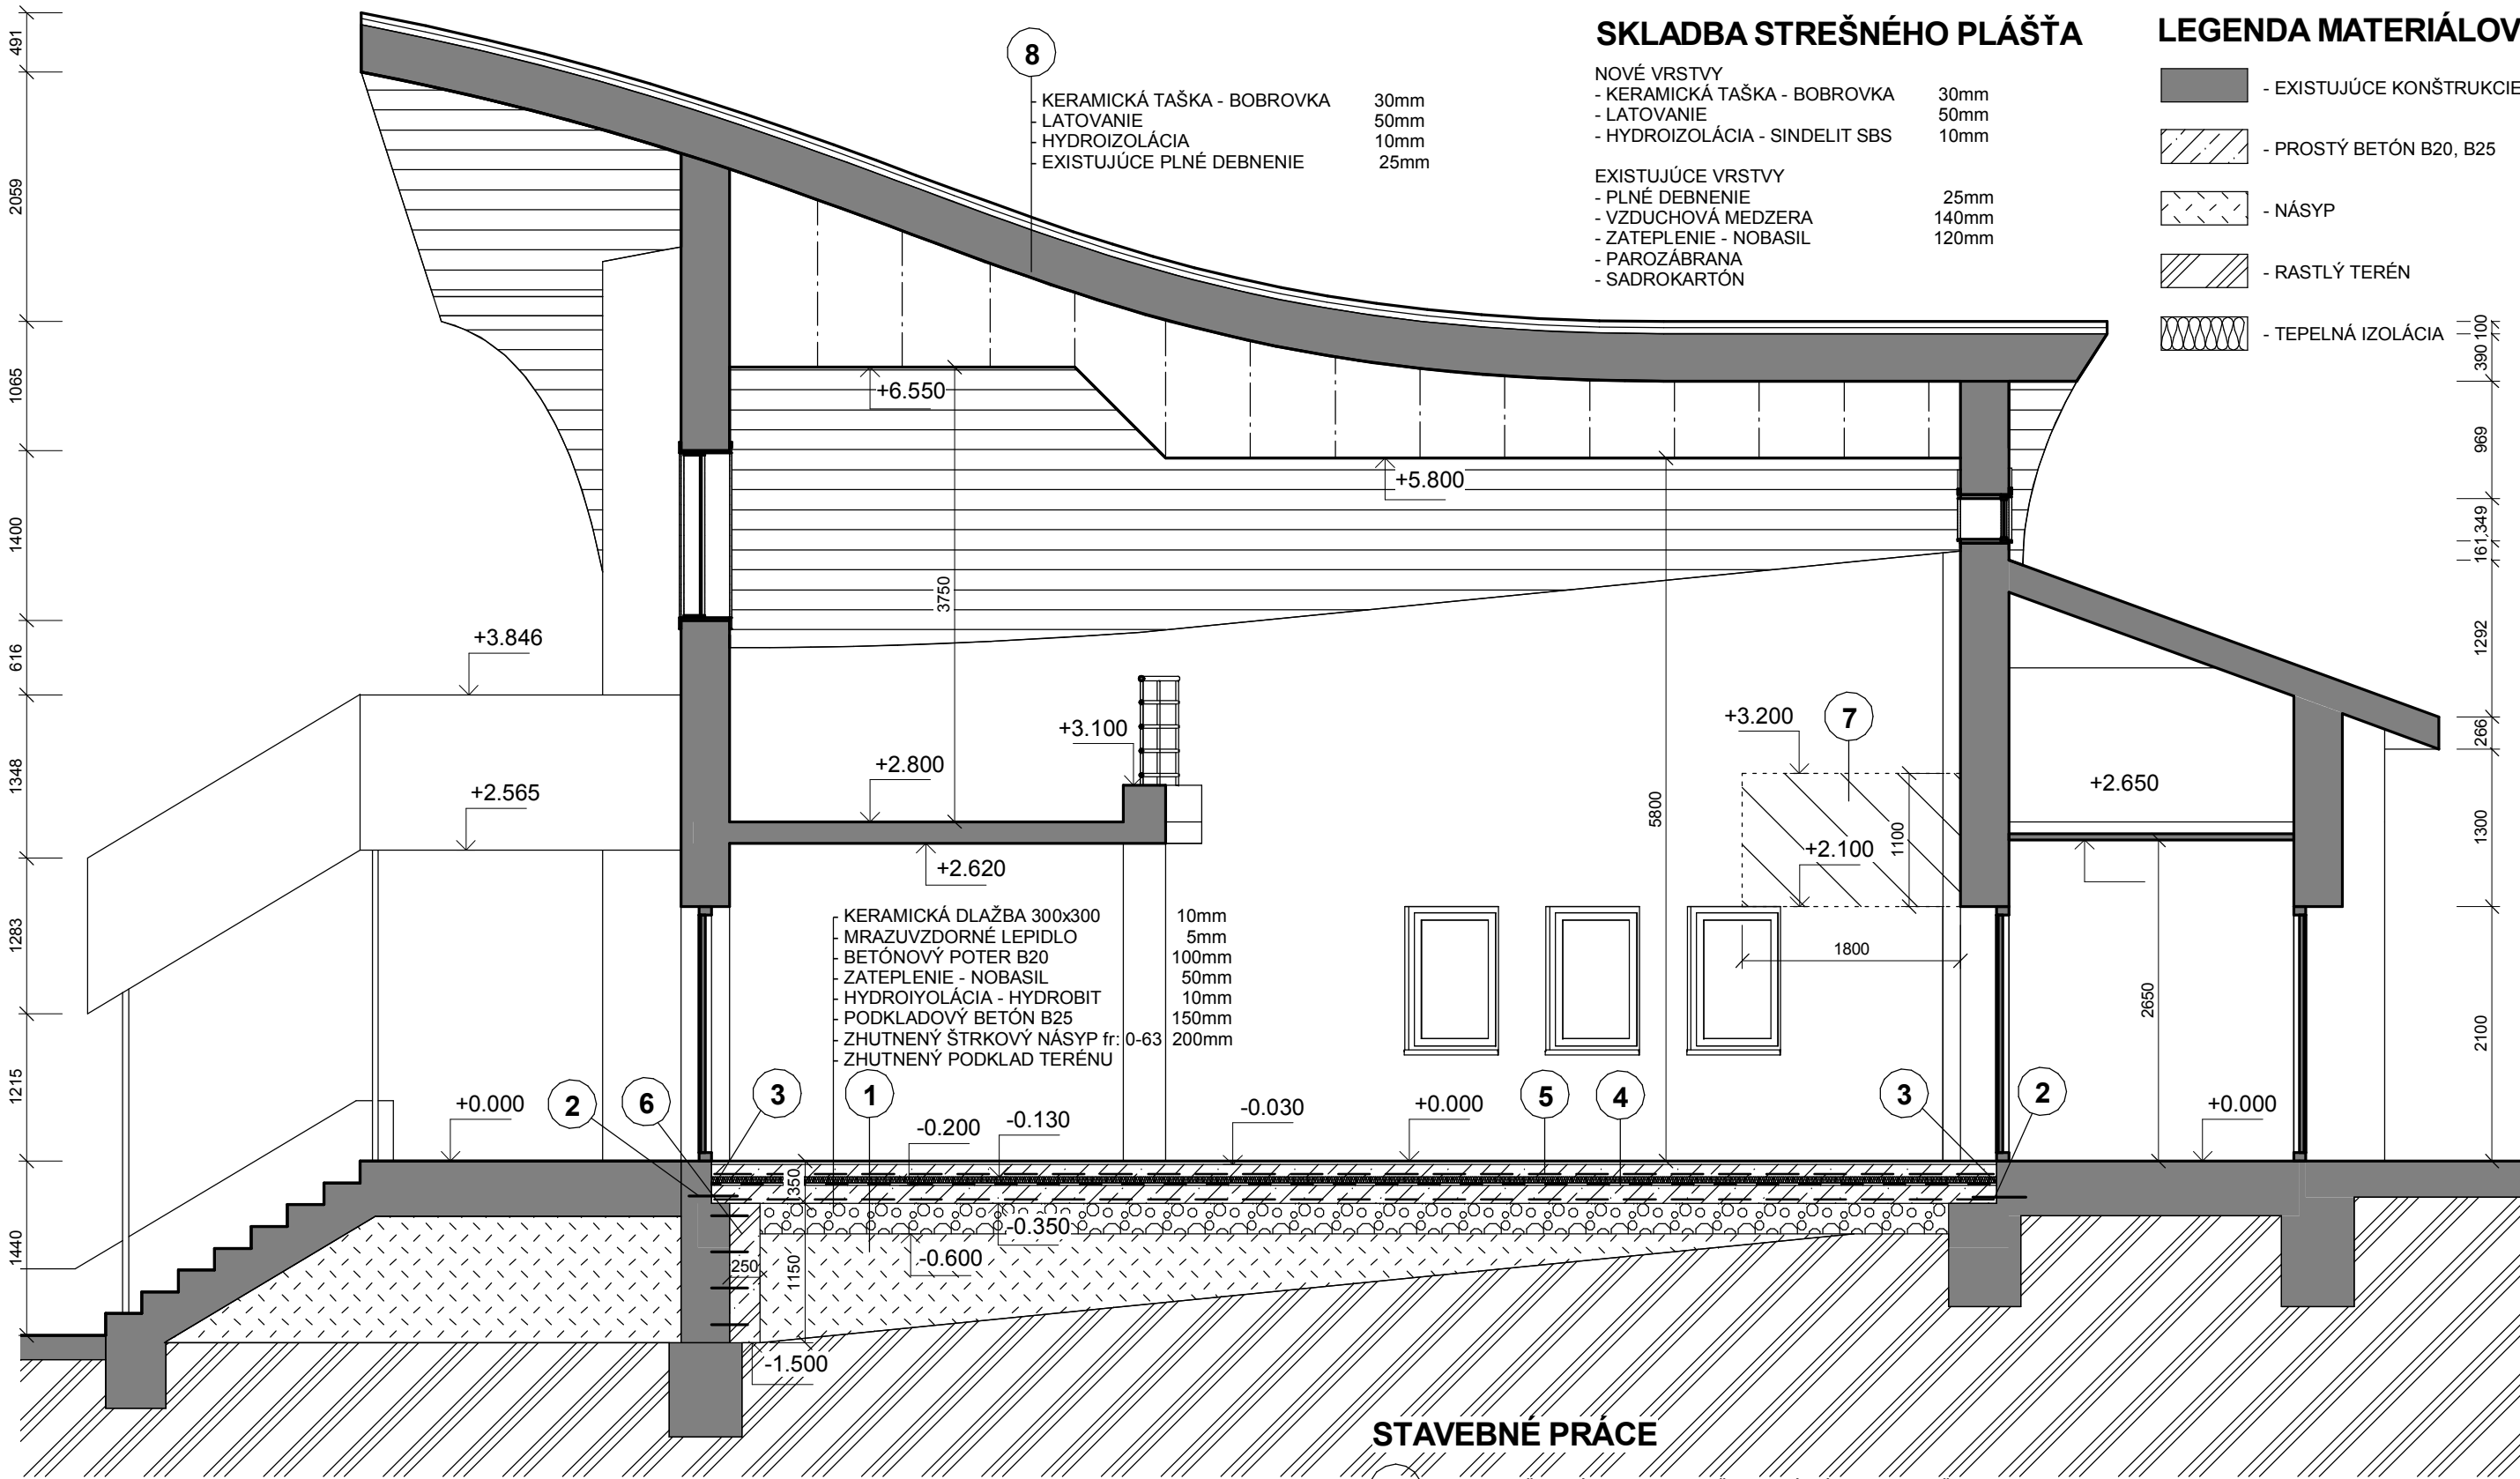 SKLADBA STREŠNÉHO PLÁŠŤA
NOVÉ VRSTVY
- KERAMICKÁ TAŠKA - BOBROVKA 30mm
- LATOVANIE 50mm
- HYDROIZOLÁCIA - SINDELIT SBS 10mm
EXISTUJÚCE VRSTVY
- PLNÉ DEBNENIE 25mm
- VZDUCHOVÁ MEDZERA 140mm
- ZATEPLENIE - NOBASIL 120mm
- PAROZÁBRANA
- SADROKARTÓN
LEGENDA MATERIÁLOV
- EXISTUJÚCE KONŠTRUKCIE
- PROSTÝ BETÓN B20, B25
- NÁSYP
- RASTLÝ TERÉN
- TEPELNÁ IZOLÁCIA
8
- KERAMICKÁ TAŠKA - BOBROVKA 30mm
- LATOVANIE 50mm
- HYDROIZOLÁCIA 10mm
- EXISTUJÚCE PLNÉ DEBNENIE 25mm
491
2059
1065
1400
616
1348
1283
1215
1440
100
390
969
349
161
1292
266
1300
2100
+6.550
+5.800
3750
+3.846
+2.565
+3.100
+2.800
+2.620
+3.200
7
+2.100
1100
1800
5800
+2.650
2650
- KERAMICKÁ DLAŽBA 300x300 10mm
- MRAZUVZDORNÉ LEPIDLO 5mm
- BETÓNOVÝ POTER B20 100mm
- ZATEPLENIE - NOBASIL 50mm
- HYDROIYOLÁCIA - HYDROBIT 10mm
- PODKLADOVÝ BETÓN B25 150mm
- ZHUTNENÝ ŠTRKOVÝ NÁSYP fr: 0-63 200mm
- ZHUTNENÝ PODKLAD TERÉNU
+0.000
2
6
3
1
-0.200
-0.130
-0.030
+0.000
5
4
3
2
+0.000
350
-0.350
-0.600
250
1150
-1.500
STAVEBNÉ PRÁCE